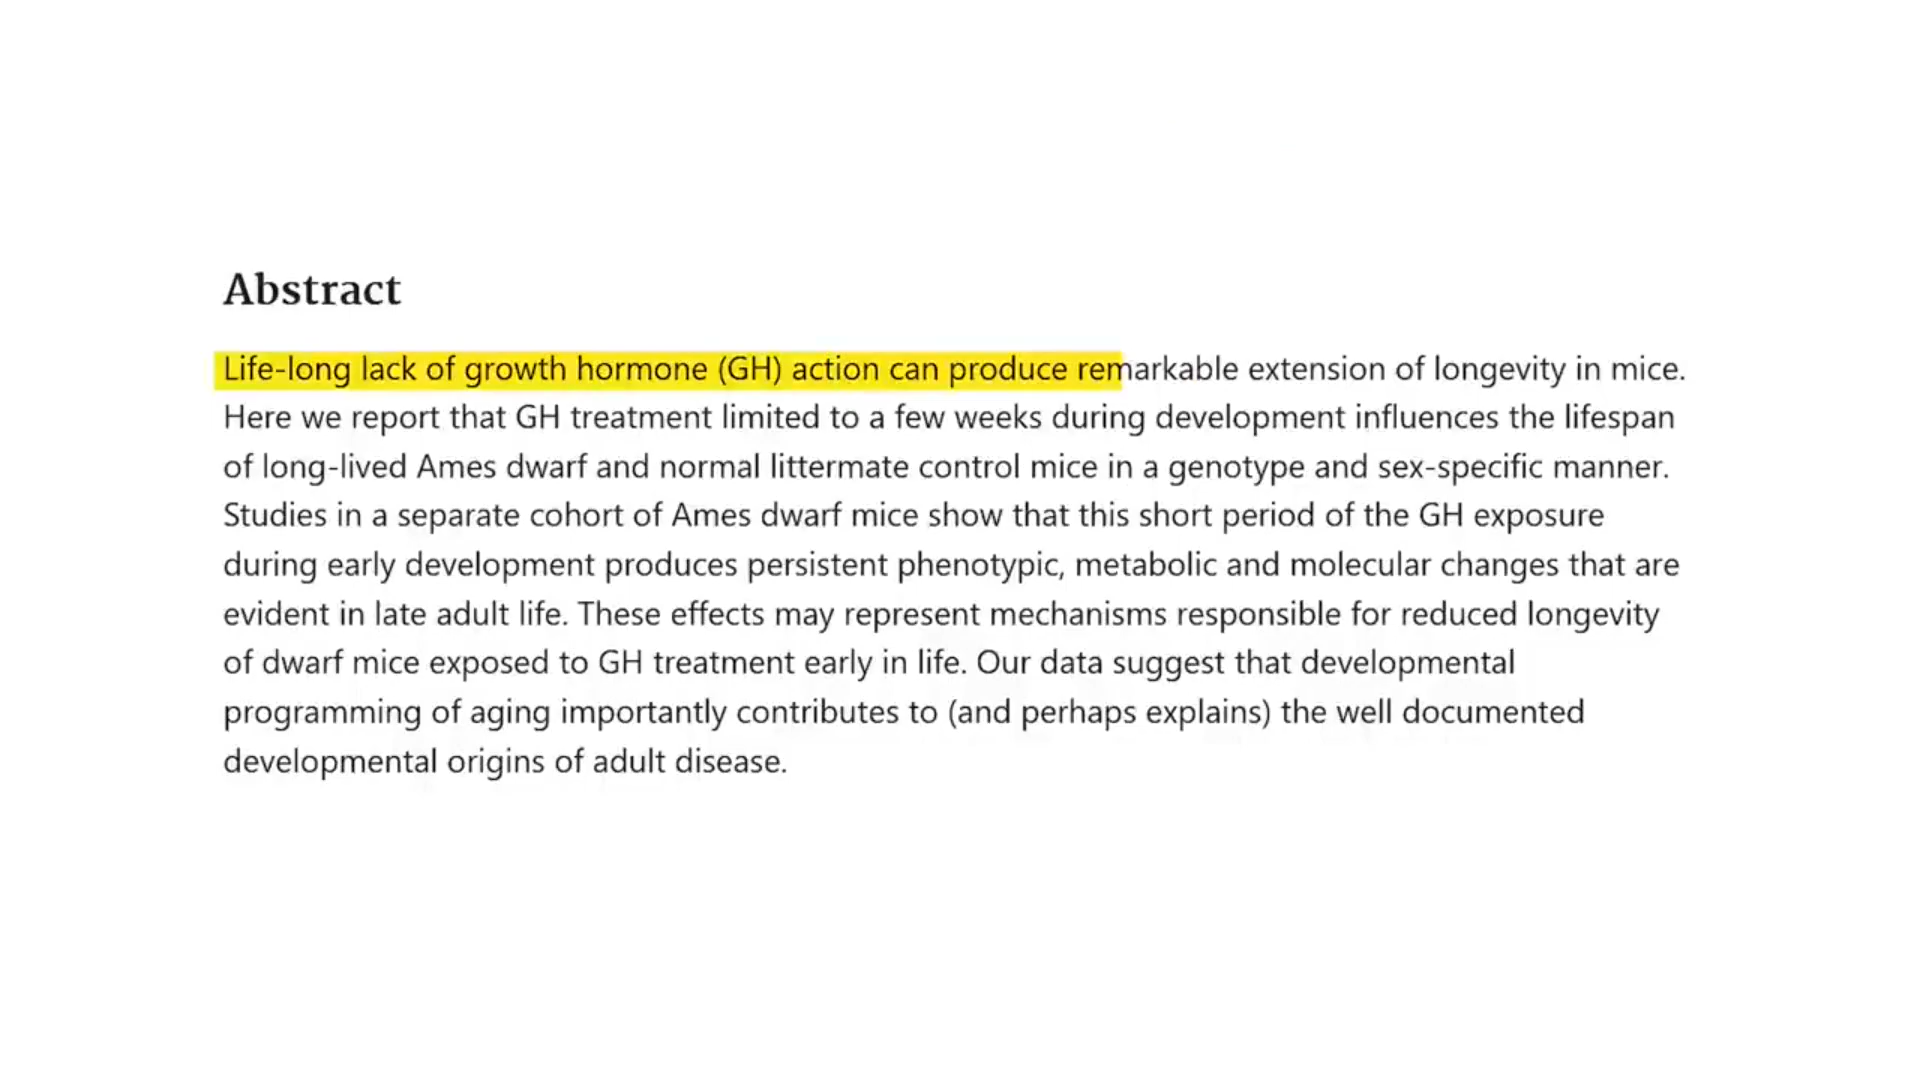 Abstract
Life-long lack of growth hormone (GH) action can produce remarkable extension of longevity in mice.
Here we report that GH treatment limited to a few weeks during development influences the lifespan
of long-lived Ames dwarf and normal littermate control mice in a genotype and sex-specific manner.
Studies in a separate cohort of Ames dwarf mice show that this short period of the GH exposure
during early development produces persistent phenotypic, metabolic and molecular changes that are
evident in late adult life. These effects may represent mechanisms responsible for reduced longevity
of dwarf mice exposed to GH treatment early in life. Our data suggest that developmental
programming of aging importantly contributes to (and perhaps explains) the well documented
developmental origins of adult disease.